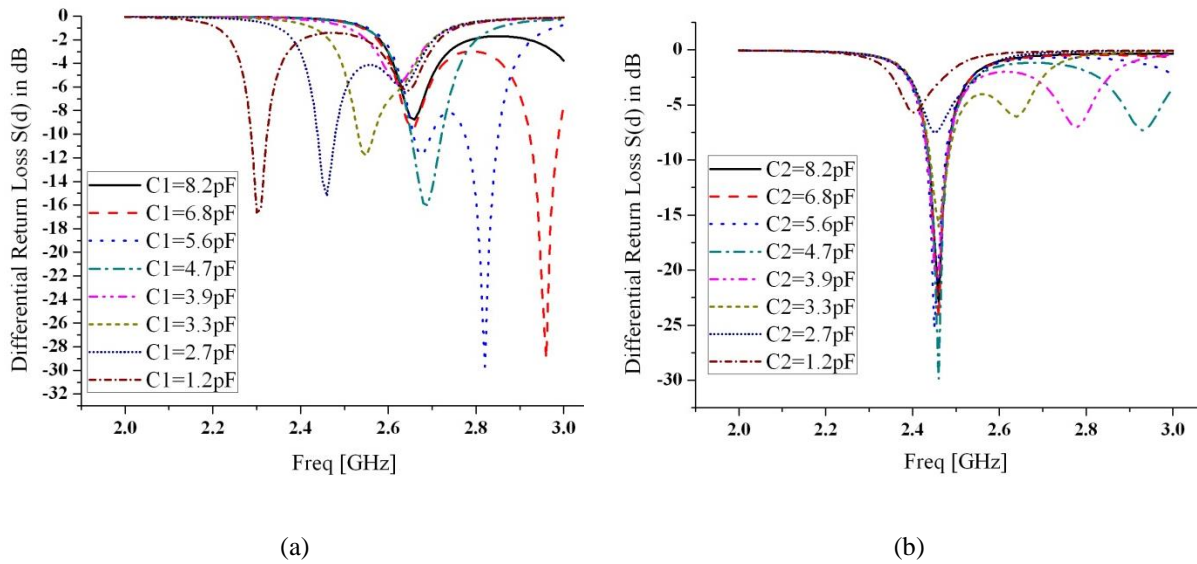 0
-2
-4
-6
-8
-10
-12
-14
-16
-18
-20
-22
-24
-26
-28
-30
-32
Differential Return Loss S(d) in dB
C1=8.2pF
C1=6.8pF
C1=5.6pF
C1=4.7pF
C1=3.9pF
C1=3.3pF
C1=2.7pF
C1=1.2pF
2.0 2.2 2.4 2.6 2.8 3.0
Freq [GHz]
(a)
0
-5
-10
-15
-20
-25
-30
Differential Return Loss S(d) in dB
C2=8.2pF
C2=6.8pF
C2=5.6pF
C2=4.7pF
C2=3.9pF
C2=3.3pF
C2=2.7pF
C2=1.2pF
2.0 2.2 2.4 2.6 2.8 3.0
Freq [GHz]
(b)